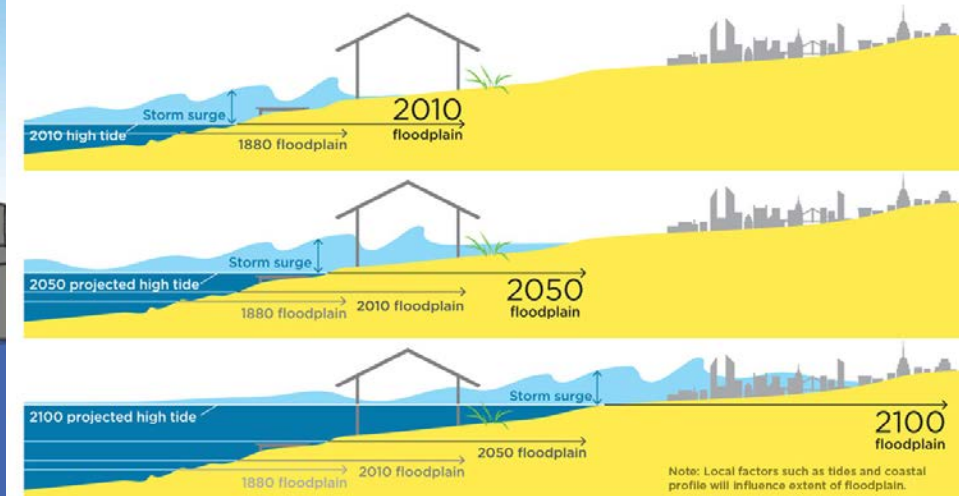 Storm surge
2010 high tide
1880 floodplain
2010
floodplain
Storm surge
2050 projected high tide
1880 floodplain
2010 floodplain
2050
floodplain
Storm surge
2100 projected high tide
1880 floodplain
2010 floodplain
2050 floodplain
2100
floodplain
Note: Local factors such as tides and coastal
profile will influence extent of floodplain.